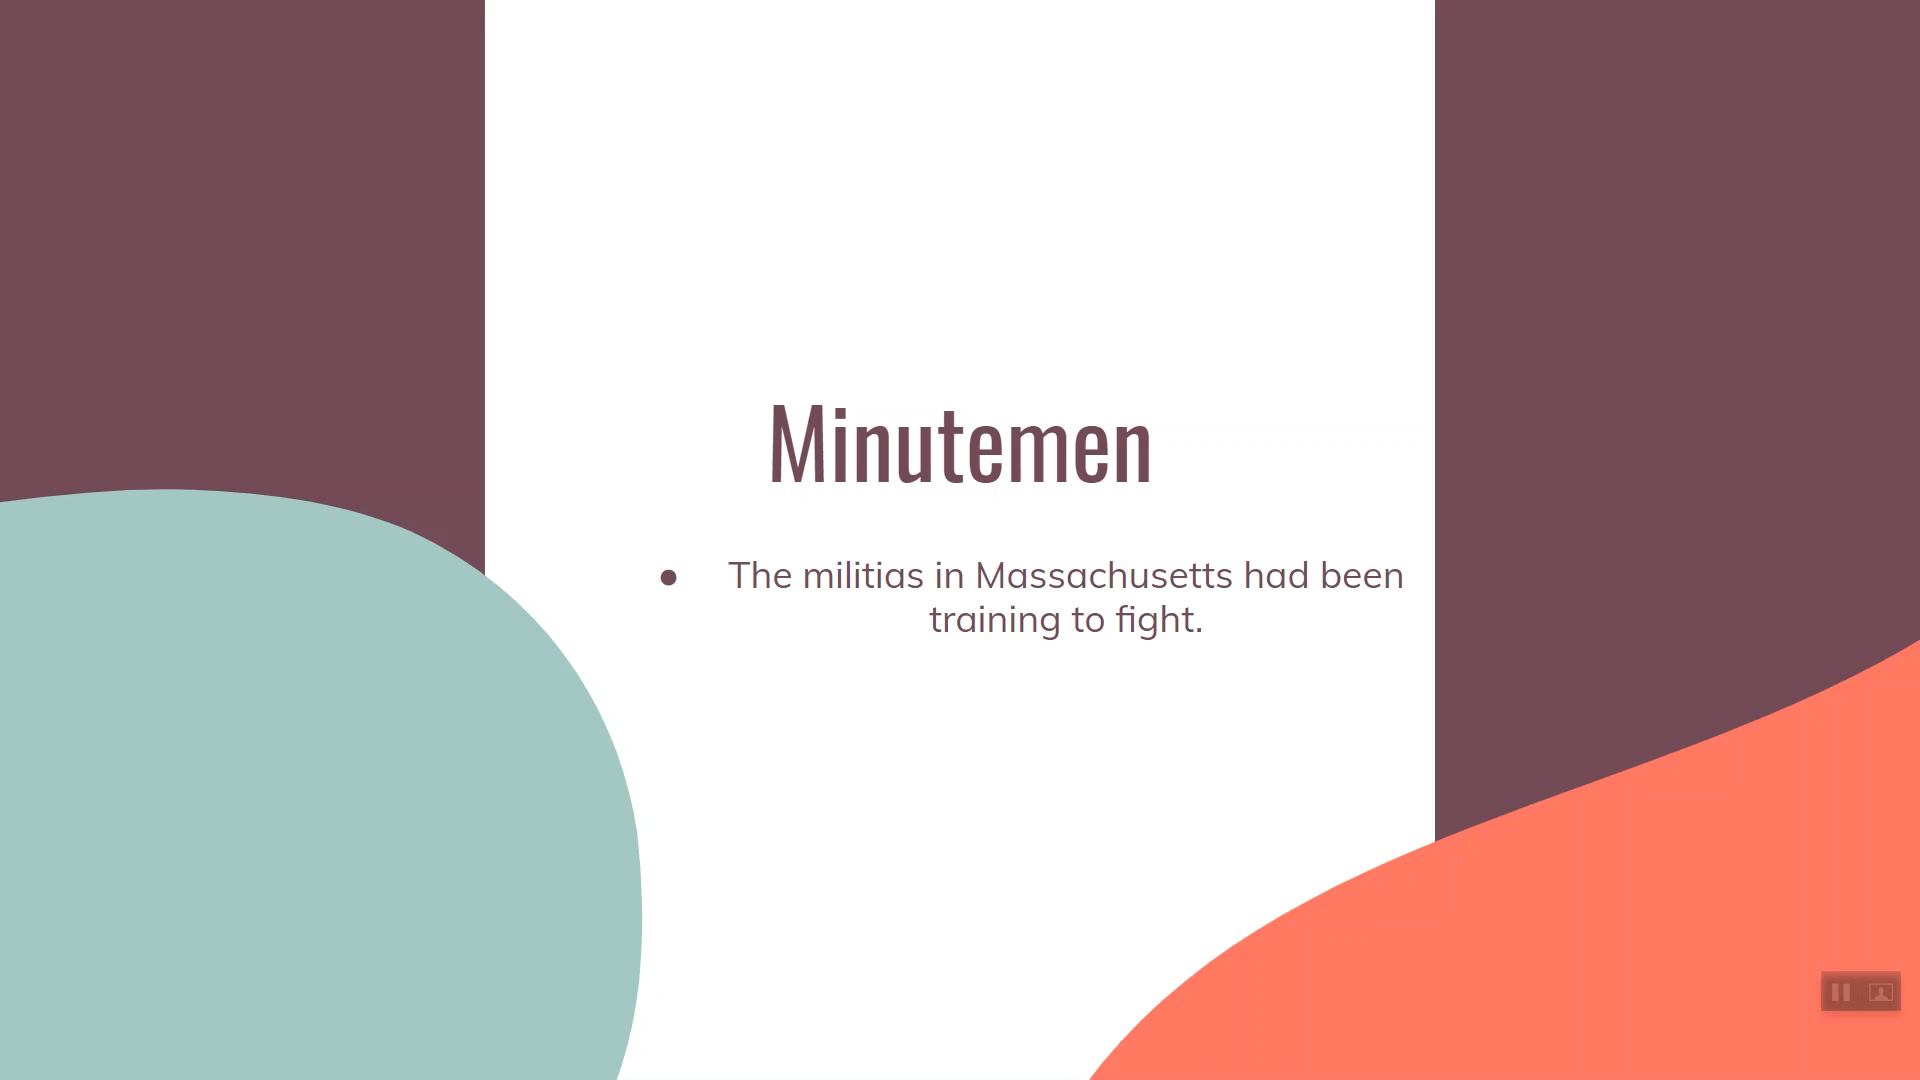 Minutemen
● The militias in Massachusetts had been
training to fight.